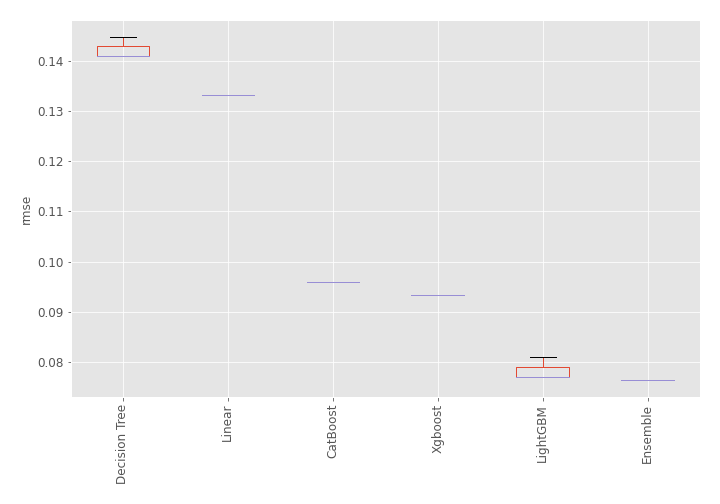 0.14
0.13
0.12
0.11
0.10
0.09
0.08
rmse
Decision Tree
Linear
CatBoost
Xgboost
LightGBM
Ensemble